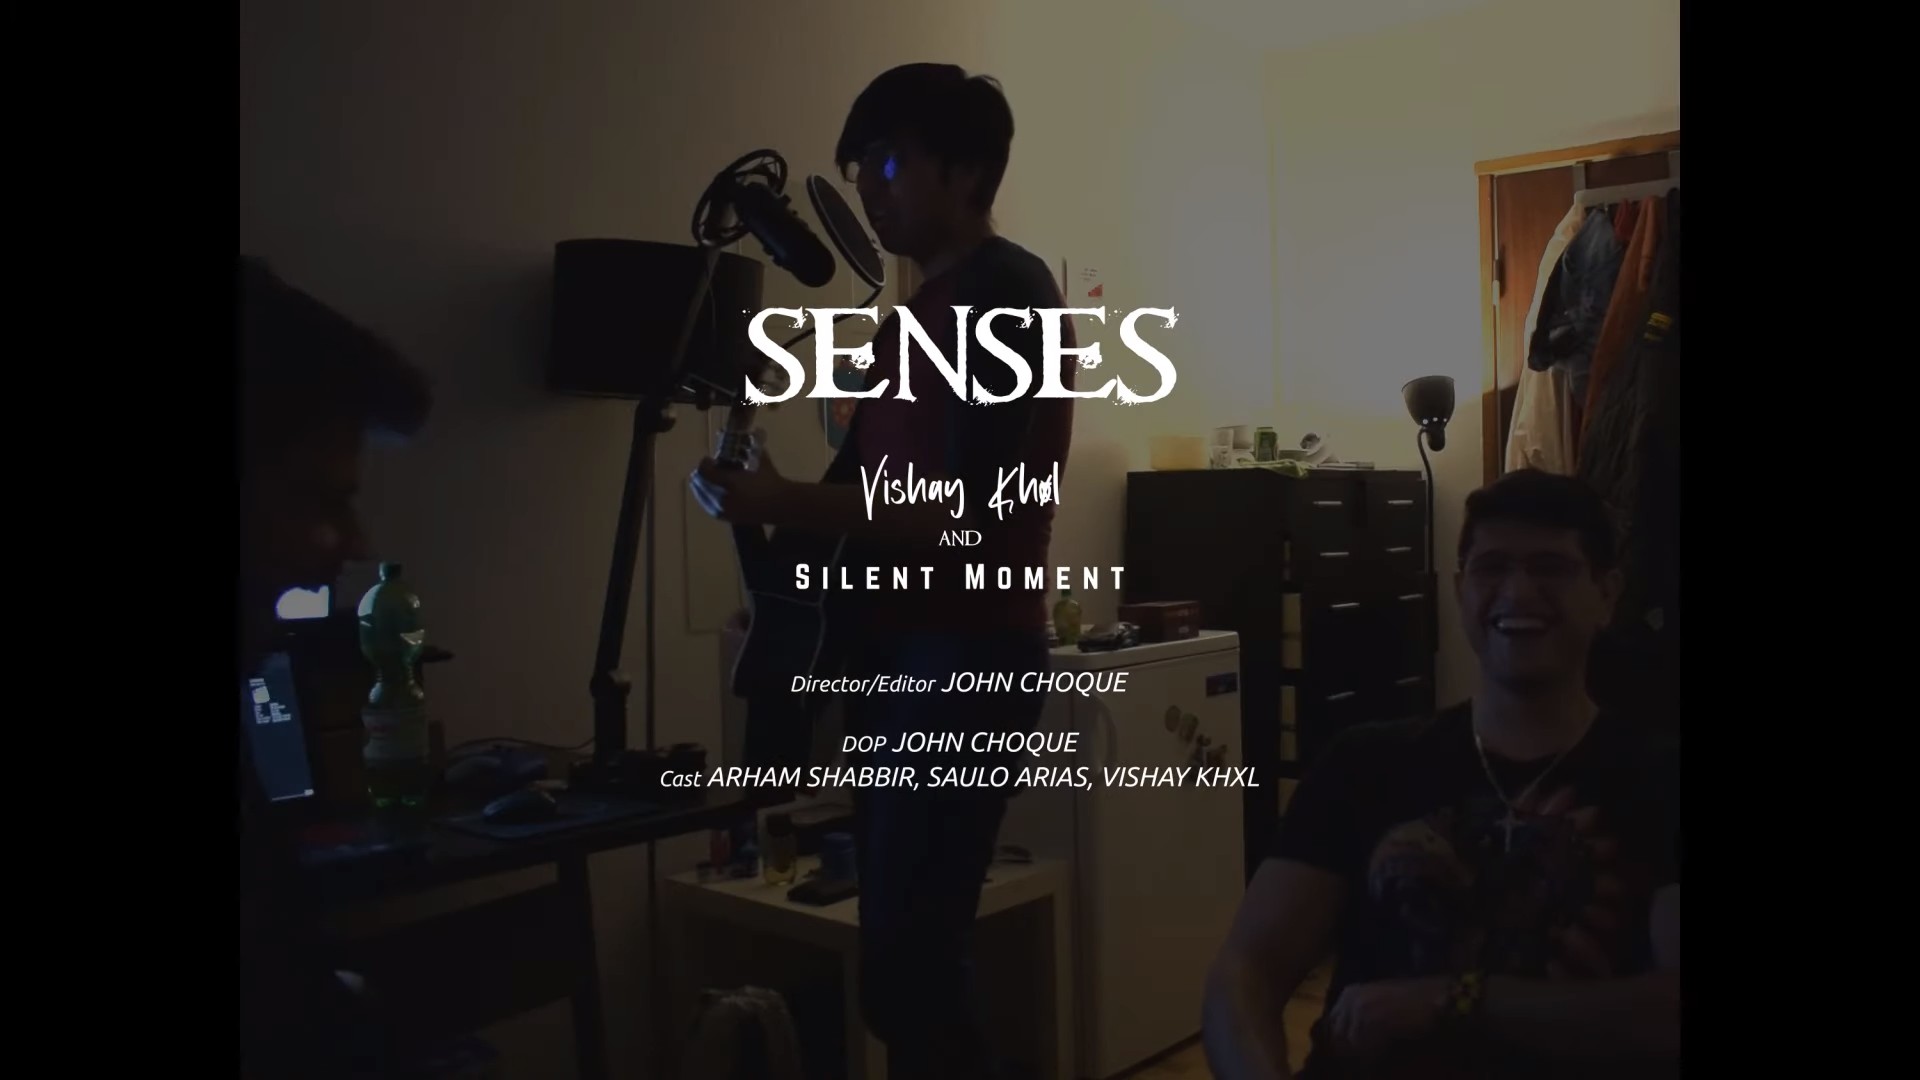 SENSES
Vishay Khxl
AND
SILENT MOMENT
Director/Editor JOHN CHOQUE
DOP JOHN CHOQUE
Cast ARHAM SHABBIR, SAULO ARIAS, VISHAY KHXL